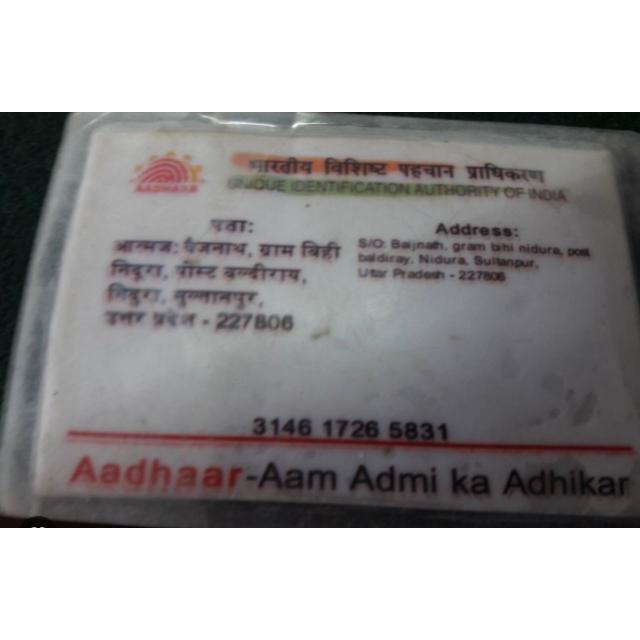 भारतीय विशिष्ट पहचान प्राधिकरण
AADHAAR
UNIQUE IDENTIFICATION AUTHORITY OF INDIA
पता:
आत्मज: बैजनाथ, ग्राम बिही
निदुरा, पोस्ट बल्दीराय,
निदुरा, सुल्तानपुर,
उत्तर प्रदेश - 227806
Address:
S/O: Baijnath, gram bihi nidura, post
baldiray, Nidura, Sultanpur,
Uttar Pradesh - 227806
3146 1726 5831
Aadhaar-Aam Admi ka Adhikar